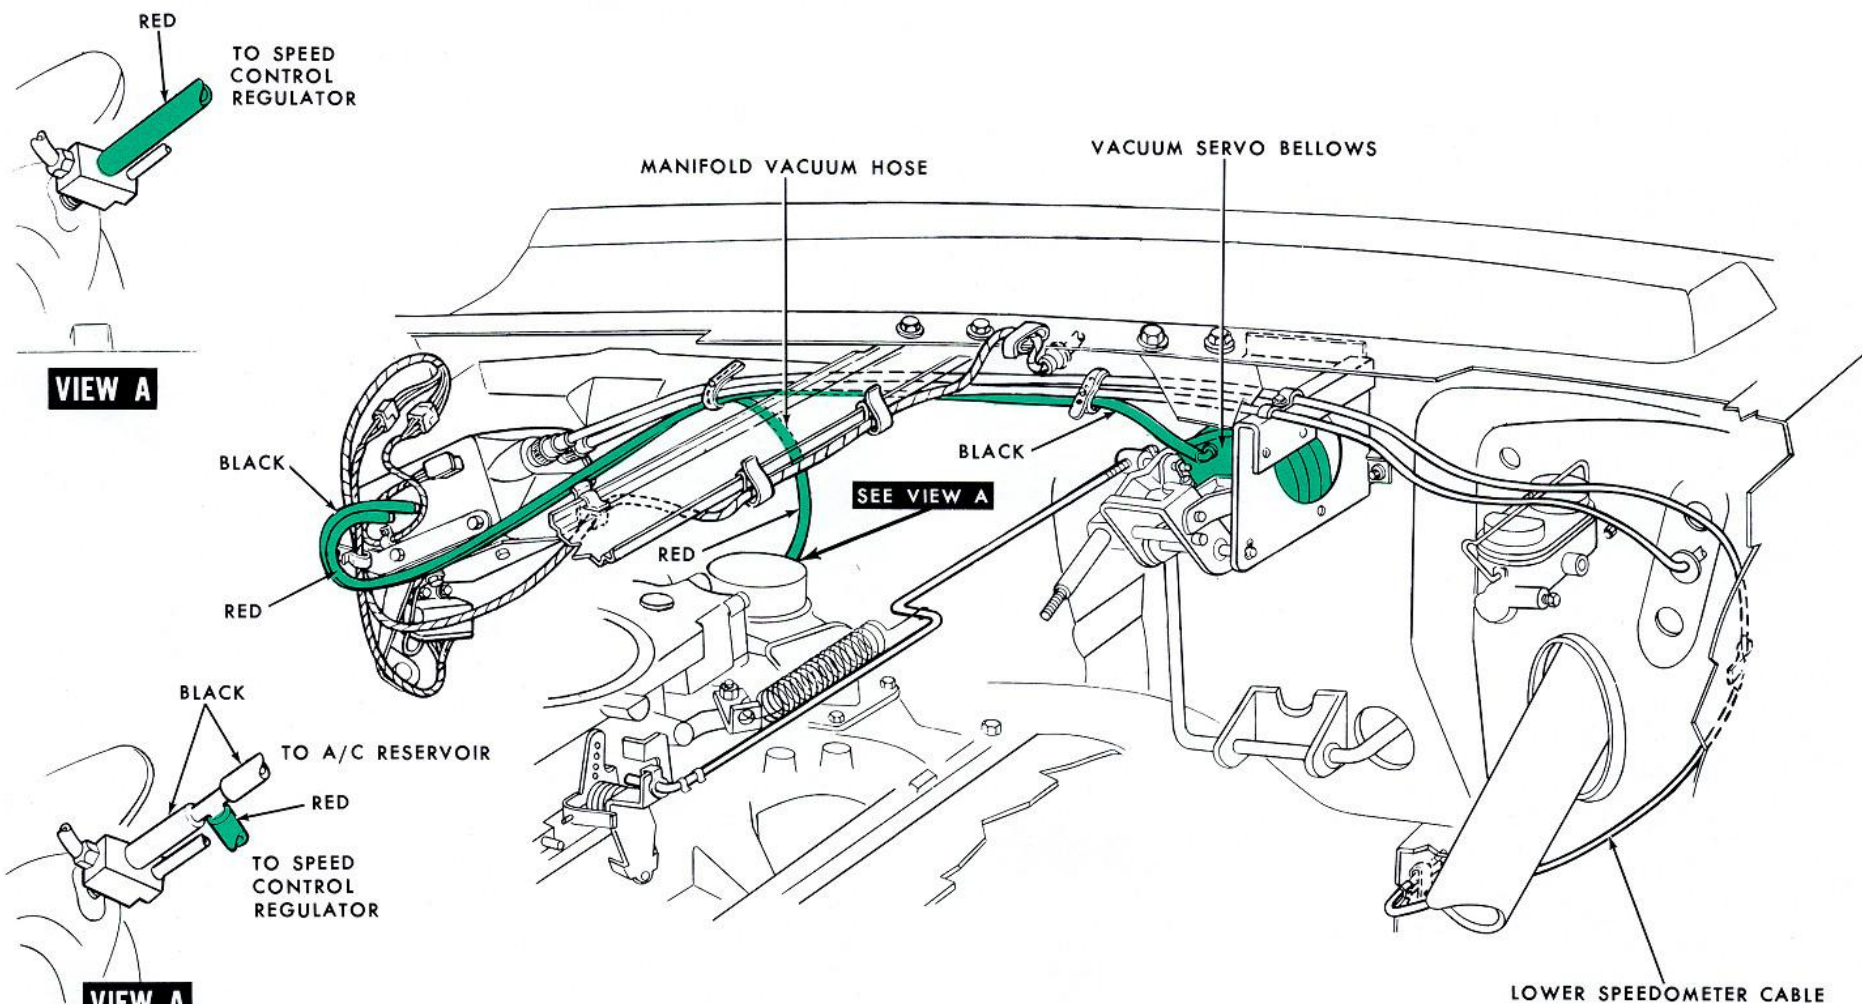 RED
TO SPEED
CONTROL
REGULATOR
VIEW A
MANIFOLD VACUUM HOSE
VACUUM SERVO BELLOWS
BLACK
BLACK
SEE VIEW A
RED
RED
BLACK
TO A/C RESERVOIR
RED
TO SPEED
CONTROL
REGULATOR
VIEW A
LOWER SPEEDOMETER CABLE